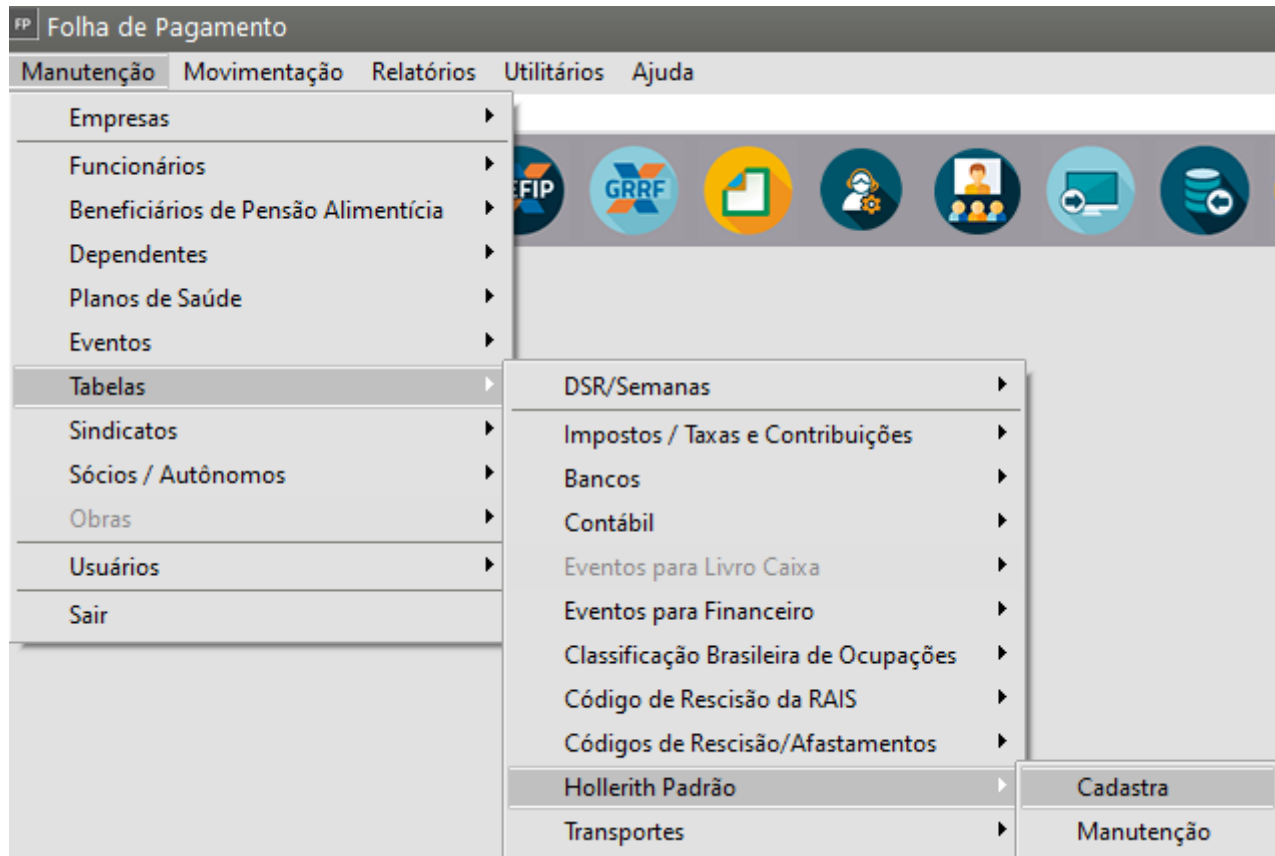 FP Folha de Pagamento
Manutenção Movimentação Relatórios Utilitários Ajuda
Empresas
Funcionários
Beneficiários de Pensão Alimentícia
Dependentes
Planos de Saúde
Eventos
Tabelas
Sindicatos
Sócios / Autônomos
Obras
Usuários
Sair
EFIP
GRRF
DSR/Semanas
Impostos / Taxas e Contribuições
Bancos
Contábil
Eventos para Livro Caixa
Eventos para Financeiro
Classificação Brasileira de Ocupações
Código de Rescisão da RAIS
Códigos de Rescisão/Afastamentos
Hollerith Padrão
Transportes
Cadastra
Manutenção